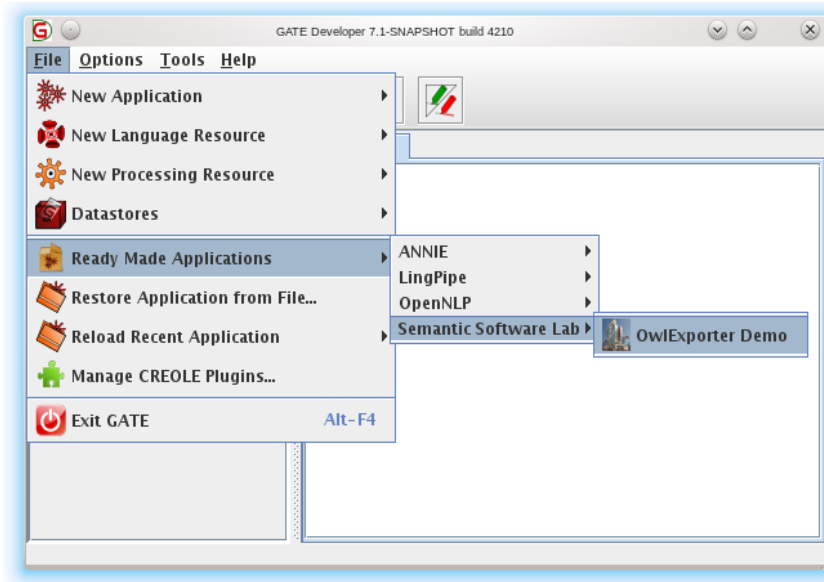 GATE Developer 7.1-SNAPSHOT build 4210
File Options Tools Help
New Application
New Language Resource
New Processing Resource
Datastores
Ready Made Applications
Restore Application from File...
Reload Recent Application
Manage CREOLE Plugins...
Exit GATE Alt-F4
ANNIE
LingPipe
OpenNLP
Semantic Software Lab
OwlExporter Demo